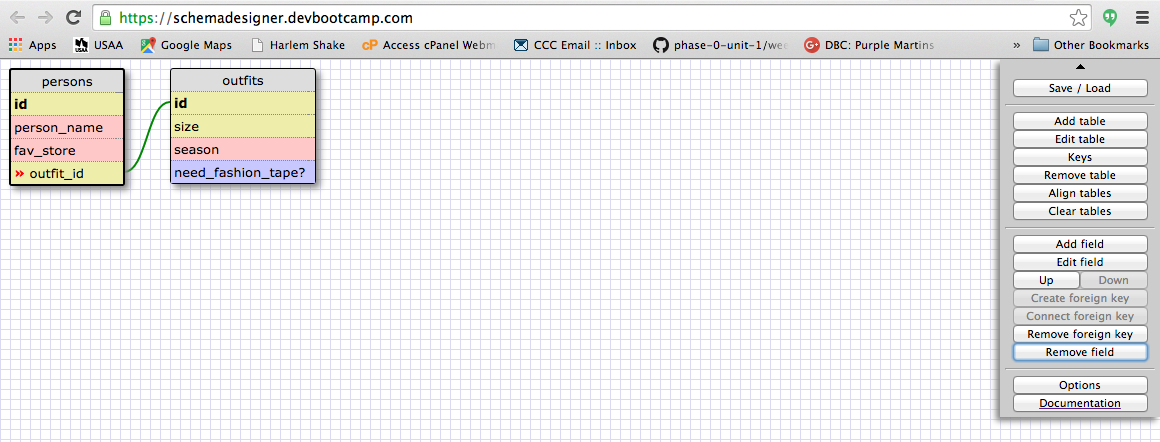 https://schemadesigner.devbootcamp.com
Apps USAA Google Maps Harlem Shake Access cPanel Webm CCC Email :: Inbox phase-0-unit-1/wee DBC: Purple Martins » Other Bookmarks
persons
id
person_name
fav_store
» outfit_id
outfits
id
size
season
need_fashion_tape?
Save / Load
Add table
Edit table
Keys
Remove table
Align tables
Clear tables
Add field
Edit field
Up Down
Create foreign key
Connect foreign key
Remove foreign key
Remove field
Options
Documentation